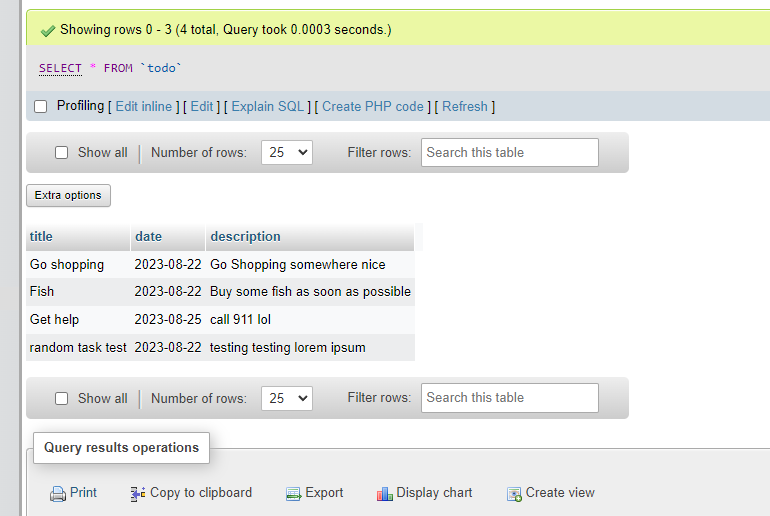 Showing rows 0 - 3 (4 total, Query took 0.0003 seconds.)
SELECT * FROM `todo`
Profiling [ Edit inline ] [ Edit ] [ Explain SQL ] [ Create PHP code ] [ Refresh ]
Show all | Number of rows: 25 Filter rows: Search this table
Extra options
title date description
Go shopping 2023-08-22 Go Shopping somewhere nice
Fish 2023-08-22 Buy some fish as soon as possible
Get help 2023-08-25 call 911 lol
random task test 2023-08-22 testing testing lorem ipsum
Show all | Number of rows: 25 Filter rows: Search this table
Query results operations
Print Copy to clipboard Export Display chart Create view